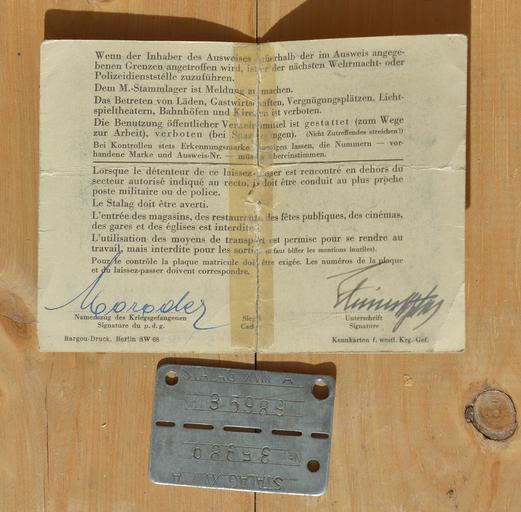 Wenn der Inhaber des Ausweises außerhalb der im Ausweis angege-
benen Grenzen angetroffen wird, ist er der nächsten Wehrmacht- oder
Polizeidienststelle zuzuführen.
Dem M.-Stammlager ist Meldung zu machen.
Das Betreten von Läden, Gastwirtschaften, Vergnügungsplätzen, Licht-
spieltheatern, Bahnhöfen und Kirchen ist verboten.
Die Benutzung öffentlicher Verkehrsmittel ist gestattet (zum Wege
zur Arbeit), verboten (bei Spaziergängen). (Nicht Zutreffendes streichen!)
Bei Kontrollen stets Erkennungsmarke vorzeigen lassen, die Nummern — vor-
handene Marke und Ausweis-Nr. — müssen übereinstimmen.
Lorsque le détenteur de ce laissez-passer est rencontré en dehors du
secteur autorisé indiqué au recto, il doit être conduit au plus proche
poste militaire ou de police.
Le Stalag doit être averti.
L'entrée des magasins, des restaurants, des fêtes publiques, des cinémas,
des gares et des églises est interdite.
L'utilisation des moyens de transport est permise pour se rendre au
travail, mais interdite pour les sorties (il faut biffer les mentions inutiles).
Pour le contrôle la plaque matricule doit être exigée. Les numéros de la plaque
et du laissez-passer doivent correspondre.
Namenszug des Kriegsgefangenen Siegel Unterschrift
Signature du p.d.g. Cachet Signature
Bargou-Druck, Berlin SW 68 Kennkarten f. westl. Krg.-Gef.
STALAG XVII A
35989
Nr. 35989
STALAG XVII A